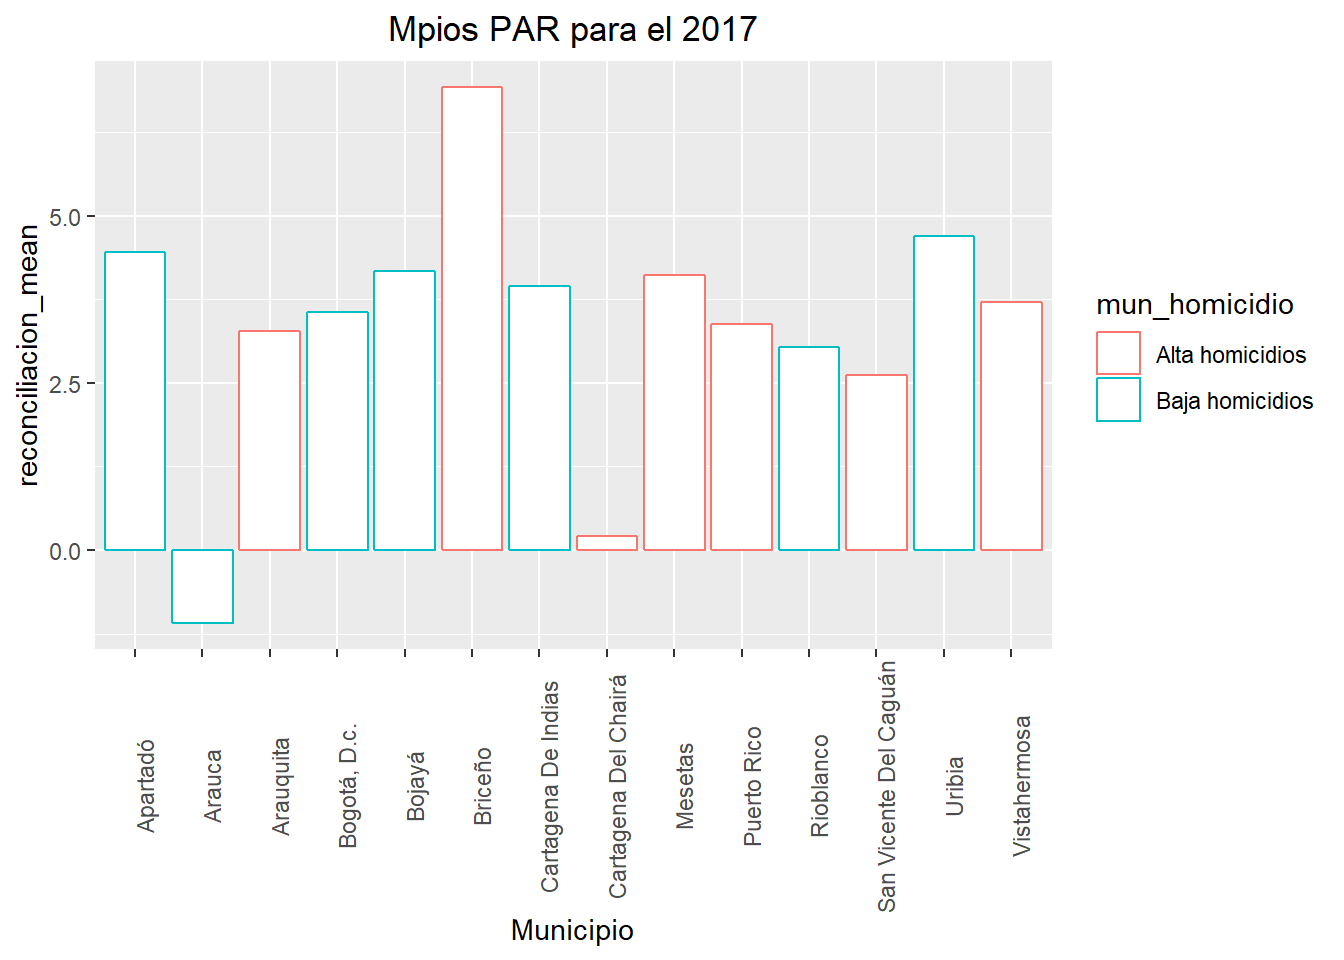 Mpios PAR para el 2017
reconciliacion_mean
5.0
2.5
0.0
Apartadó
Arauca
Arauquita
Bogotá, D.c.
Bojayá
Briceño
Cartagena De Indias
Cartagena Del Chairá
Mesetas
Puerto Rico
Rioblanco
San Vicente Del Caguán
Uribia
Vistahermosa
Municipio
mun_homicidio
Alta homicidios
Baja homicidios